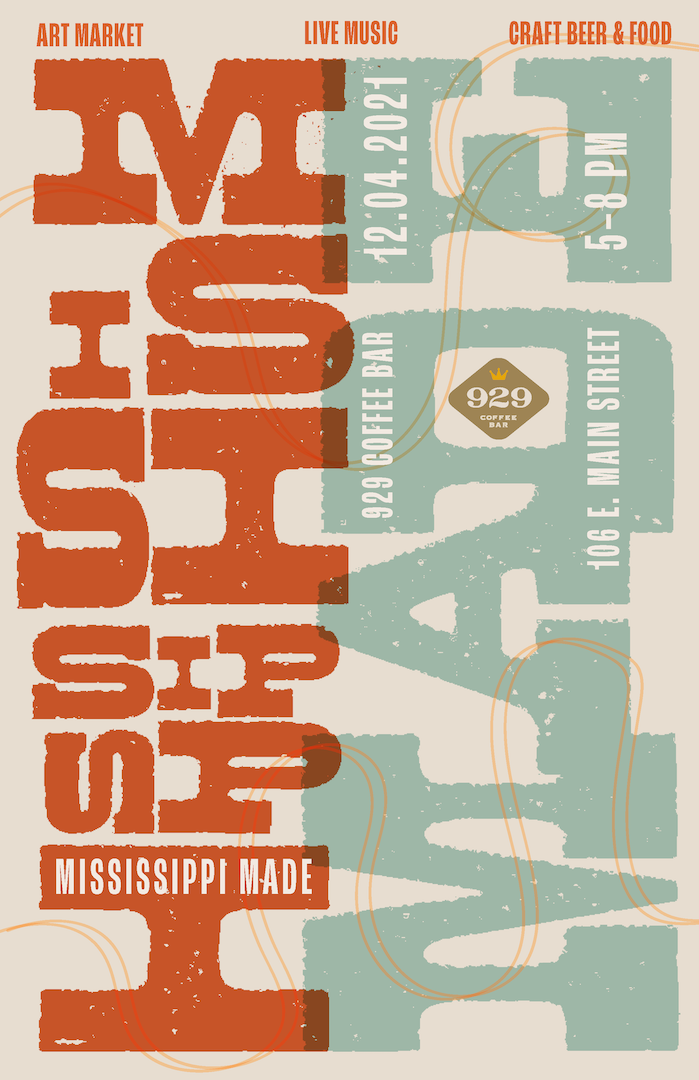 ART MARKET
LIVE MUSIC
CRAFT BEER & FOOD
MISSISSIPPI
MADE
12.04.2021
5–8 PM
929 COFFEE BAR
929
COFFEE
BAR
106 E. MAIN STREET
MISSISSIPPI MADE